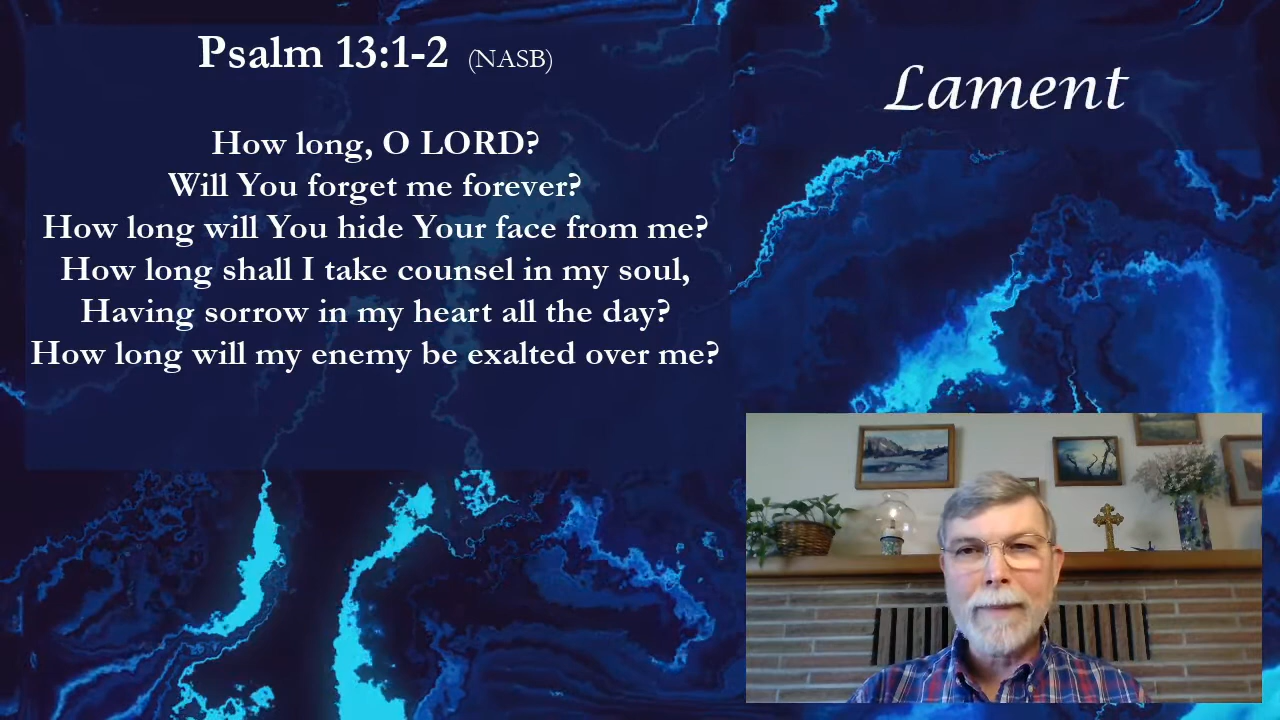 Psalm 13:1-2 (NASB)
Lament
How long, O LORD?
Will You forget me forever?
How long will You hide Your face from me?
How long shall I take counsel in my soul,
Having sorrow in my heart all the day?
How long will my enemy be exalted over me?